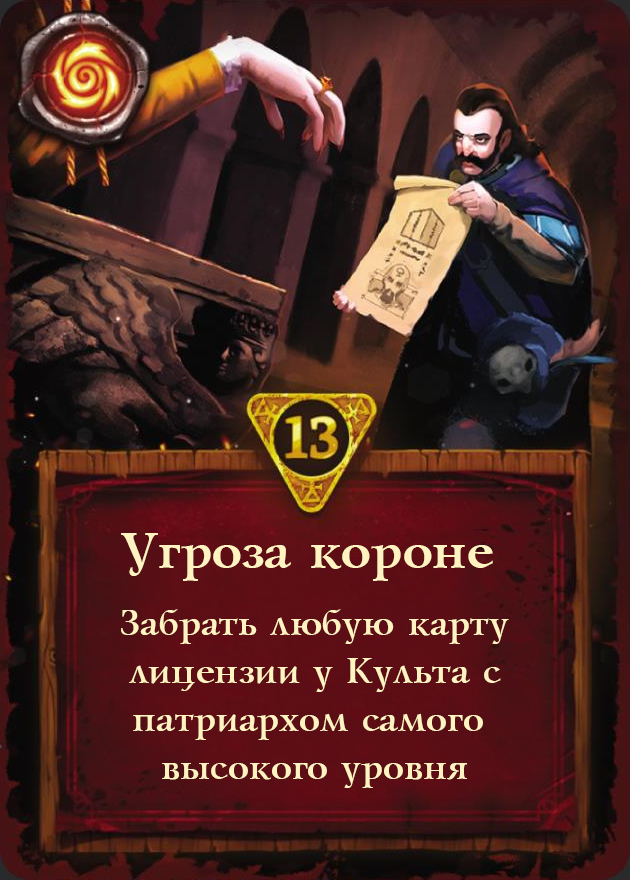 13
Угроза короне
Забрать любую карту
лицензии у Культа с
патриархом самого
высокого уровня